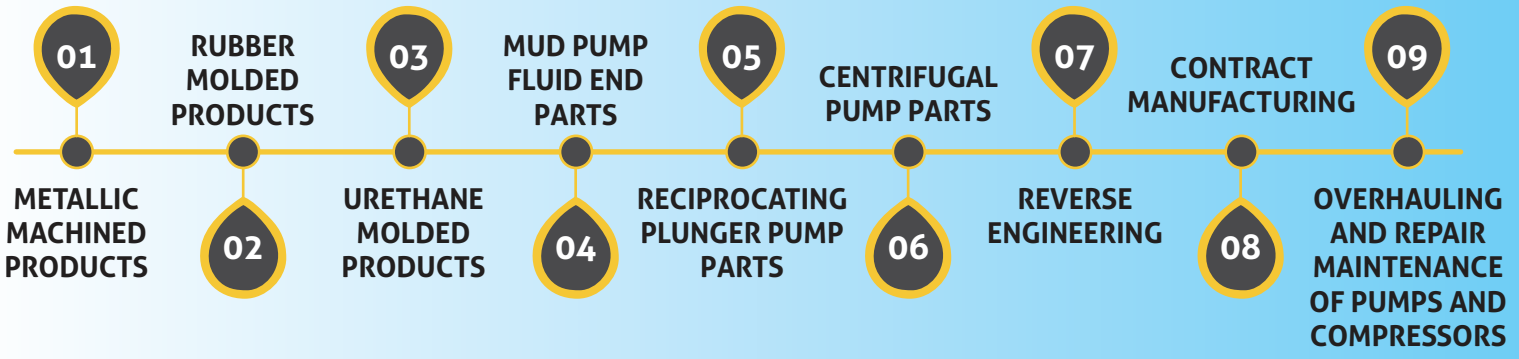 01
METALLIC
MACHINED
PRODUCTS
RUBBER
MOLDED
PRODUCTS
02
03
URETHANE
MOLDED
PRODUCTS
MUD PUMP
FLUID END
PARTS
04
05
RECIPROCATING
PLUNGER PUMP
PARTS
CENTRIFUGAL
PUMP PARTS
06
07
REVERSE
ENGINEERING
CONTRACT
MANUFACTURING
08
09
OVERHAULING
AND REPAIR
MAINTENANCE
OF PUMPS AND
COMPRESSORS